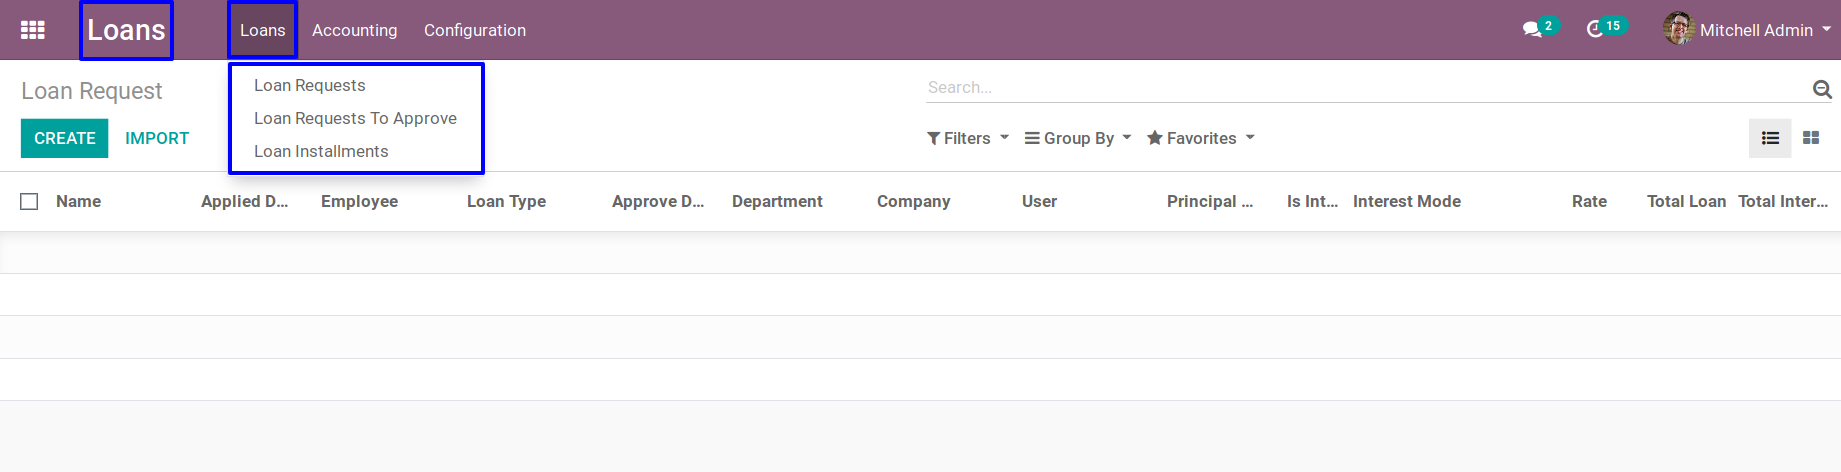 Loans Loans Accounting Configuration 2 15 Mitchell Admin
Loan Request
Search...
Loan Requests
Loan Requests To Approve
Loan Installments
CREATE IMPORT
Filters Group By Favorites
Name Applied D... Employee Loan Type Approve D... Department Company User Principal ... Is Int... Interest Mode Rate Total Loan Total Inter...